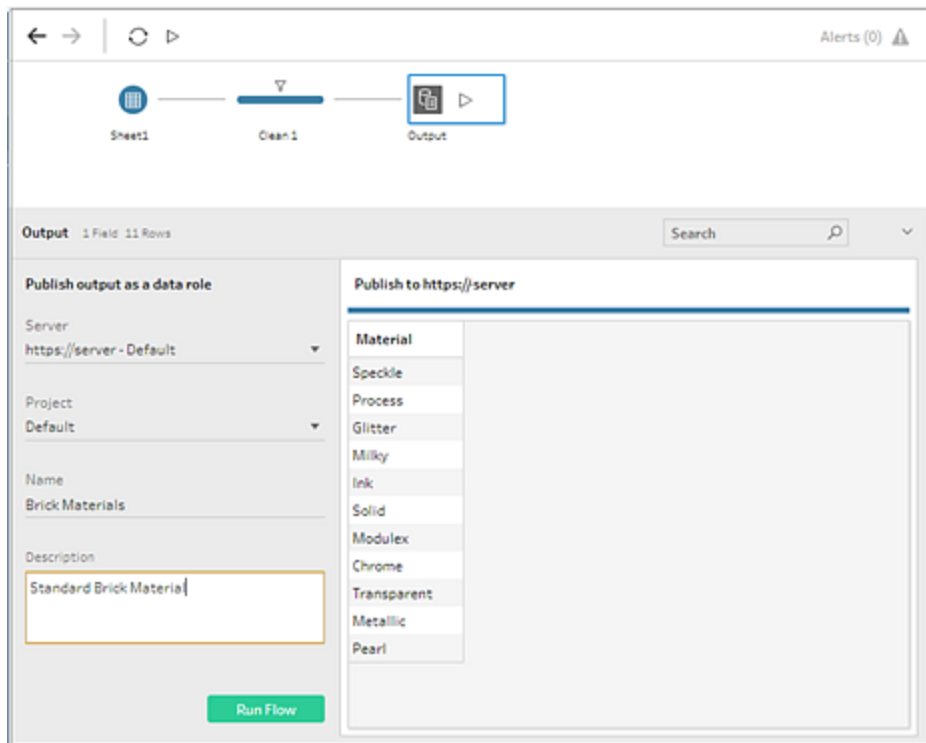 Alerts (0)
Sheet1
Clean 1
Output
Output 1 Field 11 Rows
Search
Publish output as a data role
Server
https://server - Default
Project
Default
Name
Brick Materials
Description
Standard Brick Material
Run Flow
Publish to https://server
Material
Speckle
Process
Glitter
Milky
Ink
Solid
Modulex
Chrome
Transparent
Metallic
Pearl